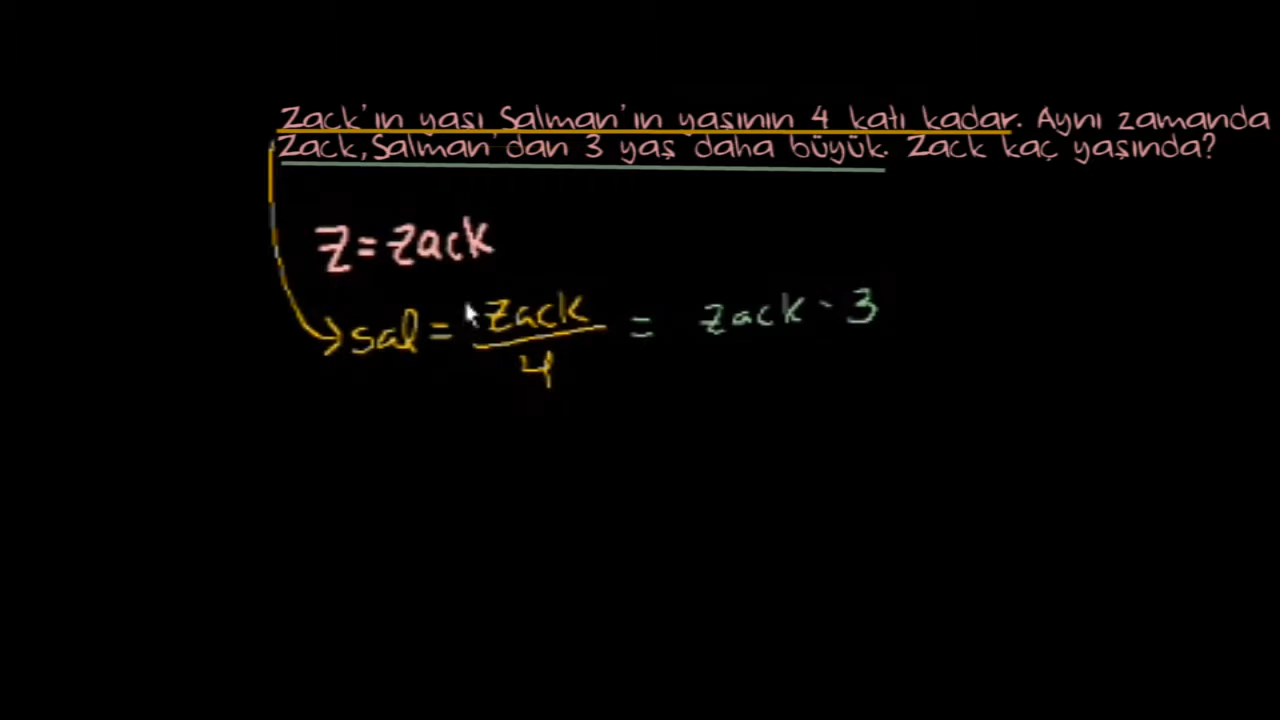 Zack'ın yaşı Salman'ın yaşının 4 katı kadar. Aynı zamanda
Zack, Salman'dan 3 yaş daha büyük. Zack kaç yaşında?
Z = Zack
sal = Zack/4 = Zack - 3